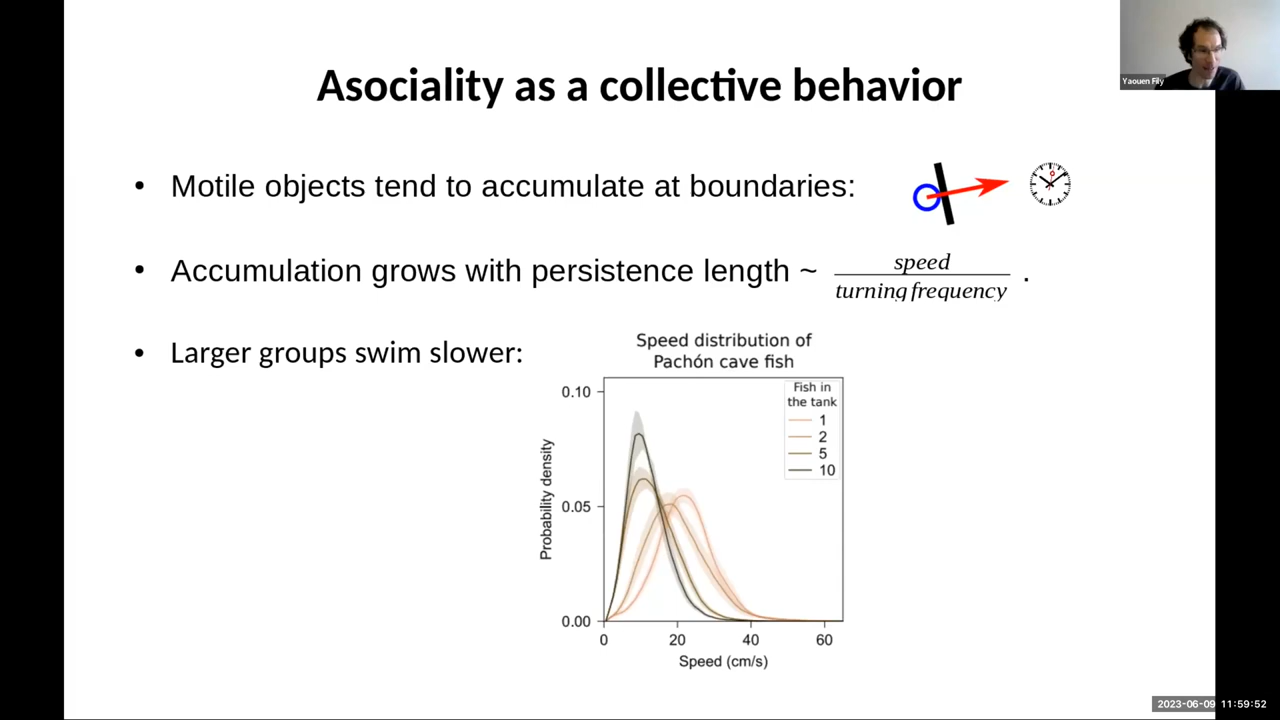 Asociality as a collective behavior
Yaouen Fily
• Motile objects tend to accumulate at boundaries:
• Accumulation grows with persistence length ~ speed / turning frequency .
• Larger groups swim slower:
Speed distribution of
Pachón cave fish
Fish in
the tank
1
2
5
10
Probability density
0.10
0.05
0.00
0 20 40 60
Speed (cm/s)
2023-06-09 11:59:52